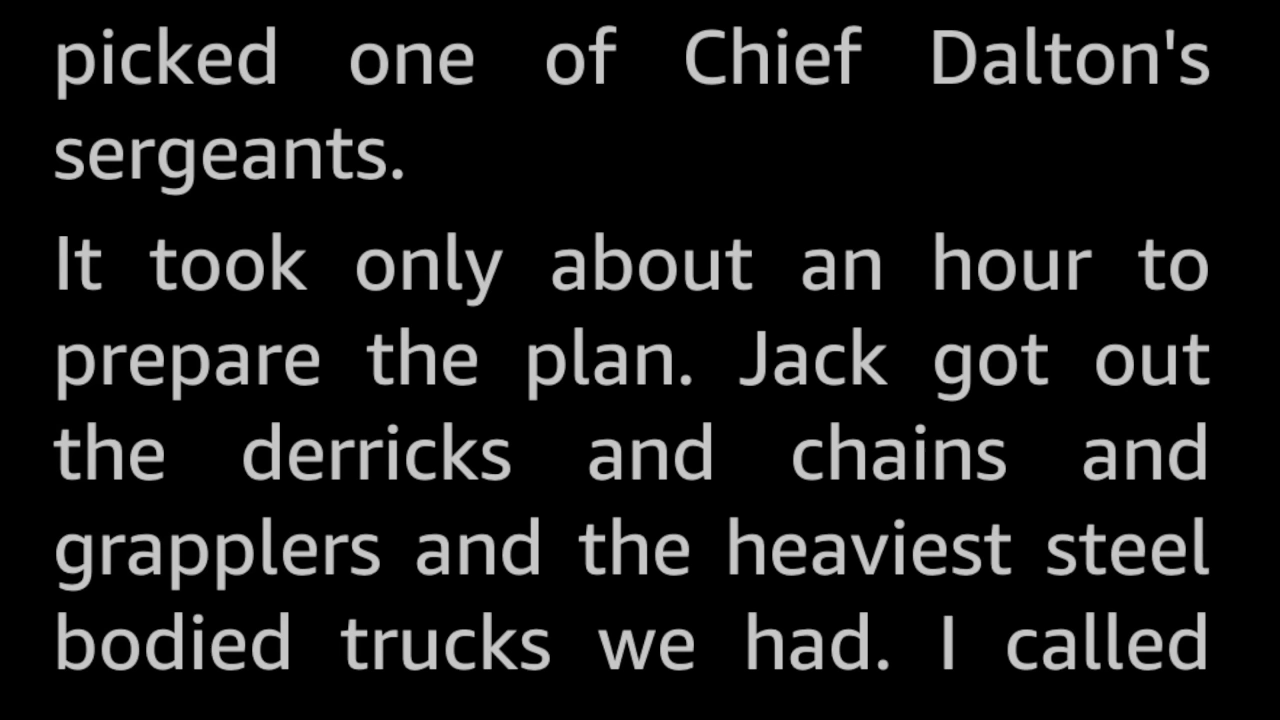 picked one of Chief Dalton's
sergeants.
It took only about an hour to
prepare the plan. Jack got out
the derricks and chains and
grapplers and the heaviest steel
bodied trucks we had. I called